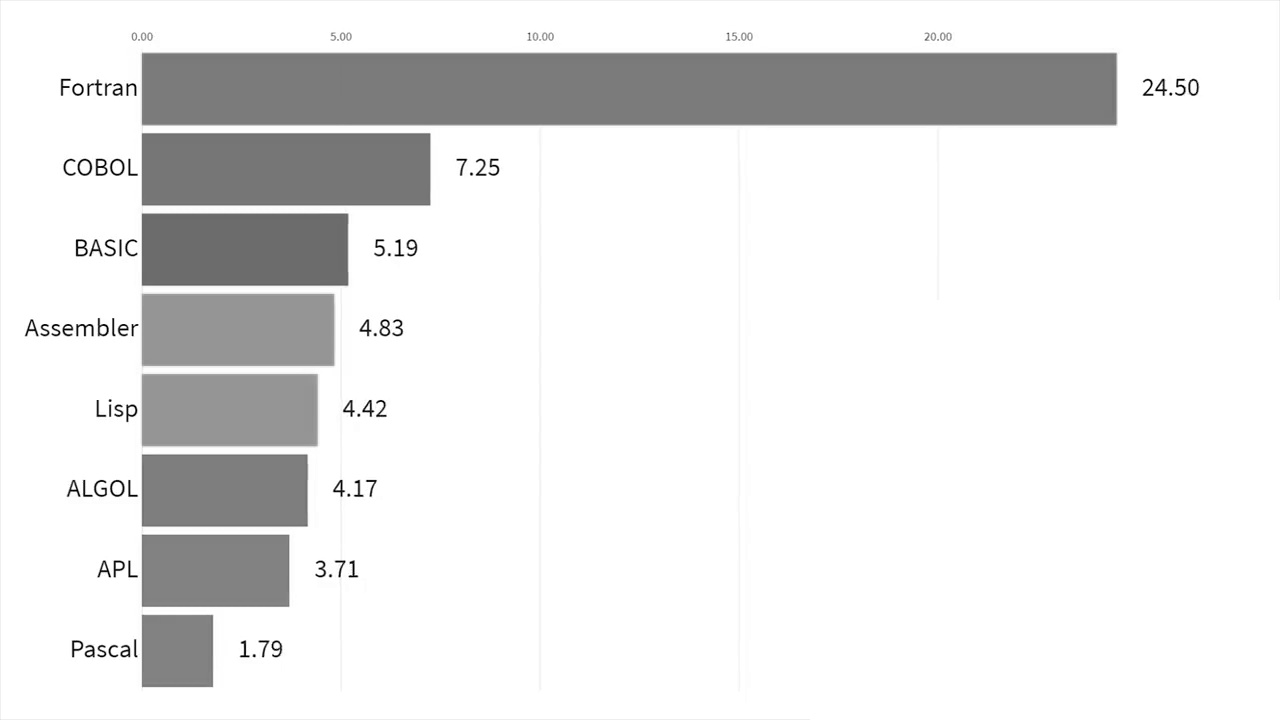 0.00 5.00 10.00 15.00 20.00
Fortran 24.50
COBOL 7.25
BASIC 5.19
Assembler 4.83
Lisp 4.42
ALGOL 4.17
APL 3.71
Pascal 1.79